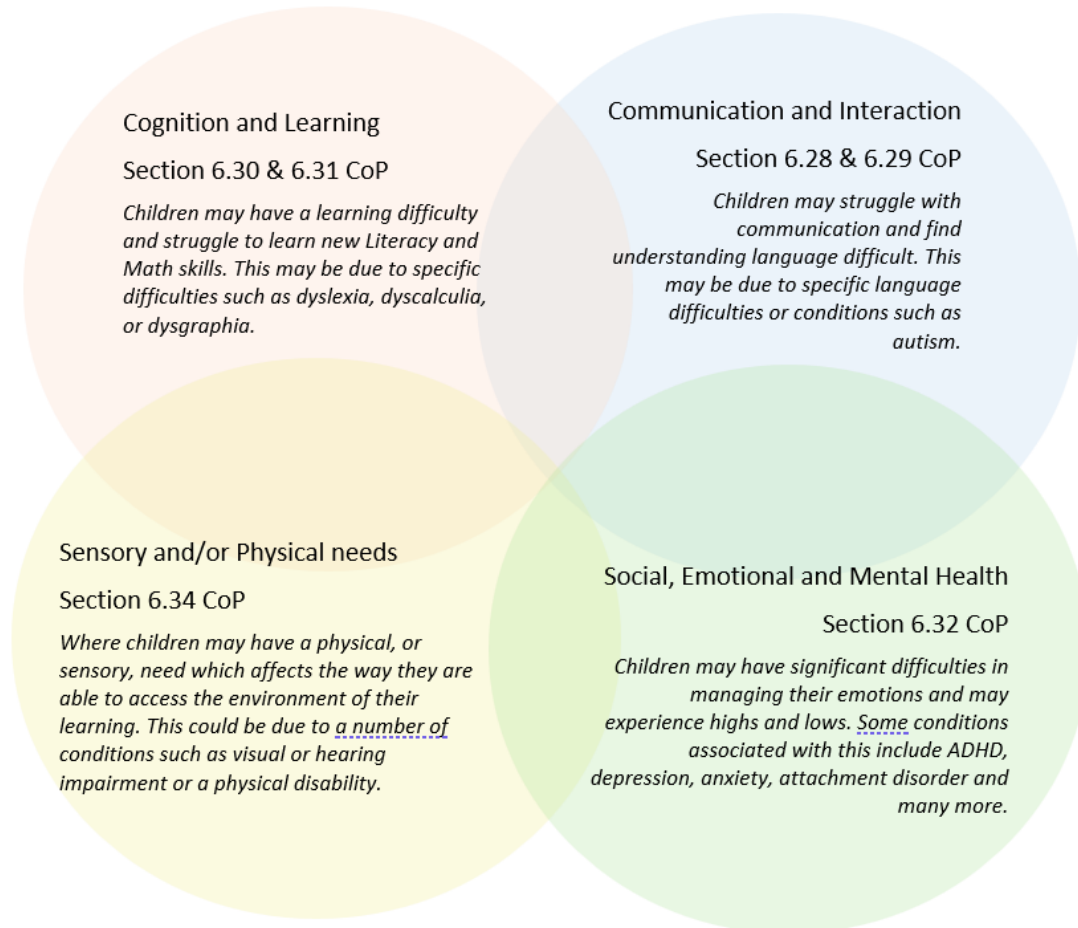 Cognition and Learning
Section 6.30 & 6.31 CoP
Children may have a learning difficulty
and struggle to learn new Literacy and
Math skills. This may be due to specific
difficulties such as dyslexia, dyscalculia,
or dysgraphia.
Communication and Interaction
Section 6.28 & 6.29 CoP
Children may struggle with
communication and find
understanding language difficult. This
may be due to specific language
difficulties or conditions such as
autism.
Sensory and/or Physical needs
Section 6.34 CoP
Where children may have a physical, or
sensory, need which affects the way they are
able to access the environment of their
learning. This could be due to a number of
conditions such as visual or hearing
impairment or a physical disability.
Social, Emotional and Mental Health
Section 6.32 CoP
Children may have significant difficulties in
managing their emotions and may
experience highs and lows. Some conditions
associated with this include ADHD,
depression, anxiety, attachment disorder and
many more.